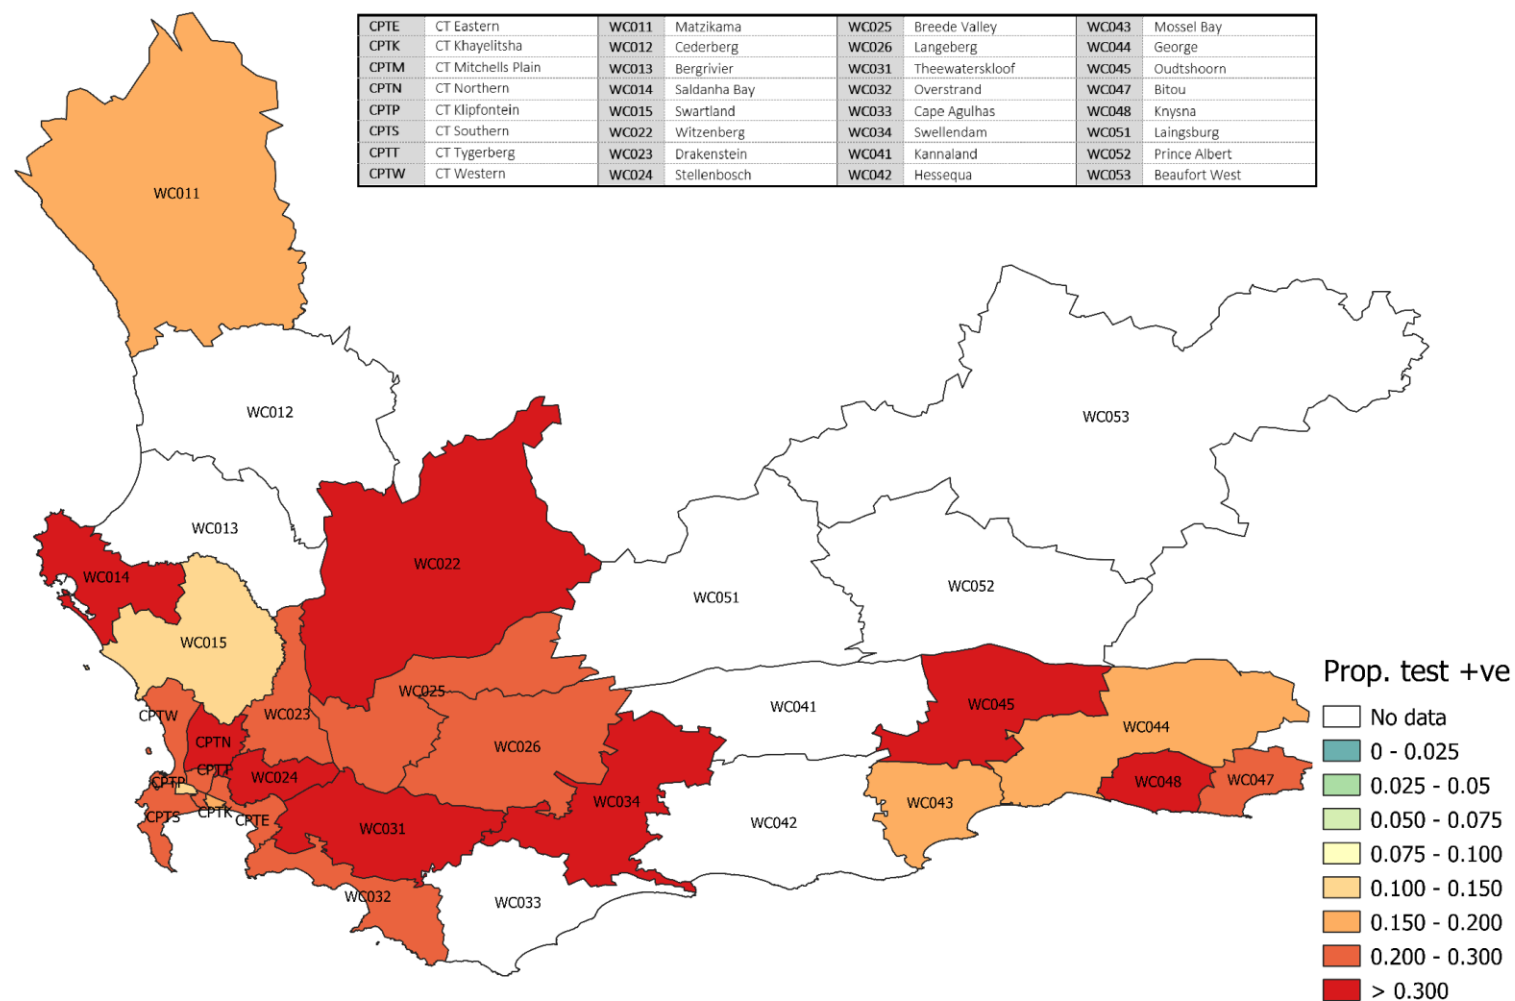 CPTE CT Eastern WC011 Matzikama WC025 Breede Valley WC043 Mossel Bay
CPTK CT Khayelitsha WC012 Cederberg WC026 Langeberg WC044 George
CPTM CT Mitchells Plain WC013 Bergrivier WC031 Theewaterskloof WC045 Oudtshoorn
CPTN CT Northern WC014 Saldanha Bay WC032 Overstrand WC047 Bitou
CPTP CT Klipfontein WC015 Swartland WC033 Cape Agulhas WC048 Knysna
CPTS CT Southern WC022 Witzenberg WC034 Swellendam WC051 Laingsburg
CPTT CT Tygerberg WC023 Drakenstein WC041 Kannaland WC052 Prince Albert
CPTW CT Western WC024 Stellenbosch WC042 Hessequa WC053 Beaufort West
WC011
WC012
WC053
WC013
WC022
WC014
WC052
WC051
WC015
WC025
WC045
WC041
WC023
CPTW
WC044
CPTN
WC026
CPTT
WC024
WC047
CPTP
WC048
WC034
WC043
CPTK
CPTS
CPTE
WC042
WC031
WC032
WC033
Prop. test +ve
No data
0 - 0.025
0.025 - 0.05
0.050 - 0.075
0.075 - 0.100
0.100 - 0.150
0.150 - 0.200
0.200 - 0.300
> 0.300